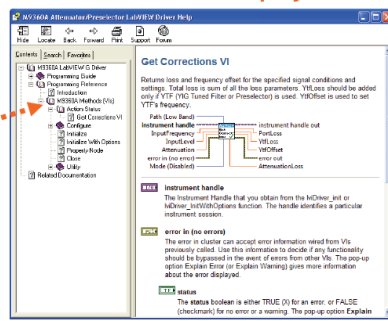 M9360A Attenuator/Preselector LabVIEW Driver Help
Hide Locate Back Forward Print Support Forum
Contents Search Favorites
M9360A LabVIEW G Driver
Programming Guide
Programming Reference
Introduction
M9360A Methods (VIs)
Action Status
Get Corrections VI
Configure
Initialize
Initialize With Options
Property Node
Close
Utility
Related Documentation
Get Corrections VI
Returns loss and frequency offset for the specified signal conditions and
settings. Total loss is sum of all the loss parameters. YtfLoss should be added
only if YTF (YIG Tuned Filter or Preselector) is used. YtfOffset is used to set
YTF's frequency.
Path (Low Band)
instrument handle instrument handle out
InputFrequency PortLoss
InputLevel YtfLoss
Attenuation YtfOffset
error in (no error) error out
Mode (Disabled) AttenuationLoss
instrument handle
The Instrument Handle that you obtain from the IviDriver_Init or
IviDriver_InitWithOptions function. The handle identifies a particular
instrument session.
error in (no error)
The error in cluster can accept error information wired from VIs
previously called. Use this information to decide if any functionality
should be bypassed in the event of errors from other VIs. The pop-up
option Explain Error (or Explain Warning) gives more information
about the error displayed.
status
The status boolean is either TRUE (X) for an error, or FALSE
(checkmark) for no error or a warning. The pop-up option Explain